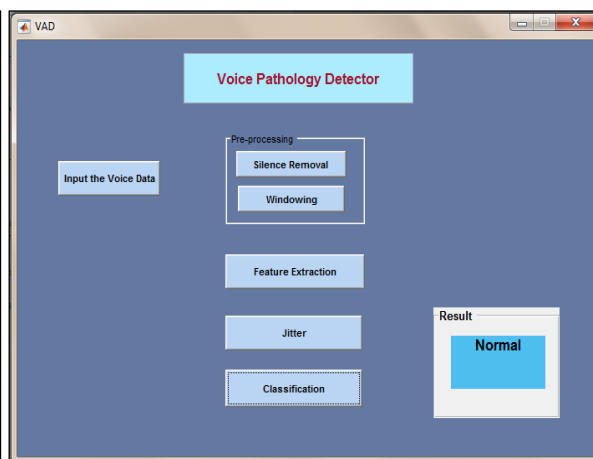 VAD
Voice Pathology Detector
Pre-processing
Silence Removal
Input the Voice Data
Windowing
Feature Extraction
Jitter
Result
Normal
Classification